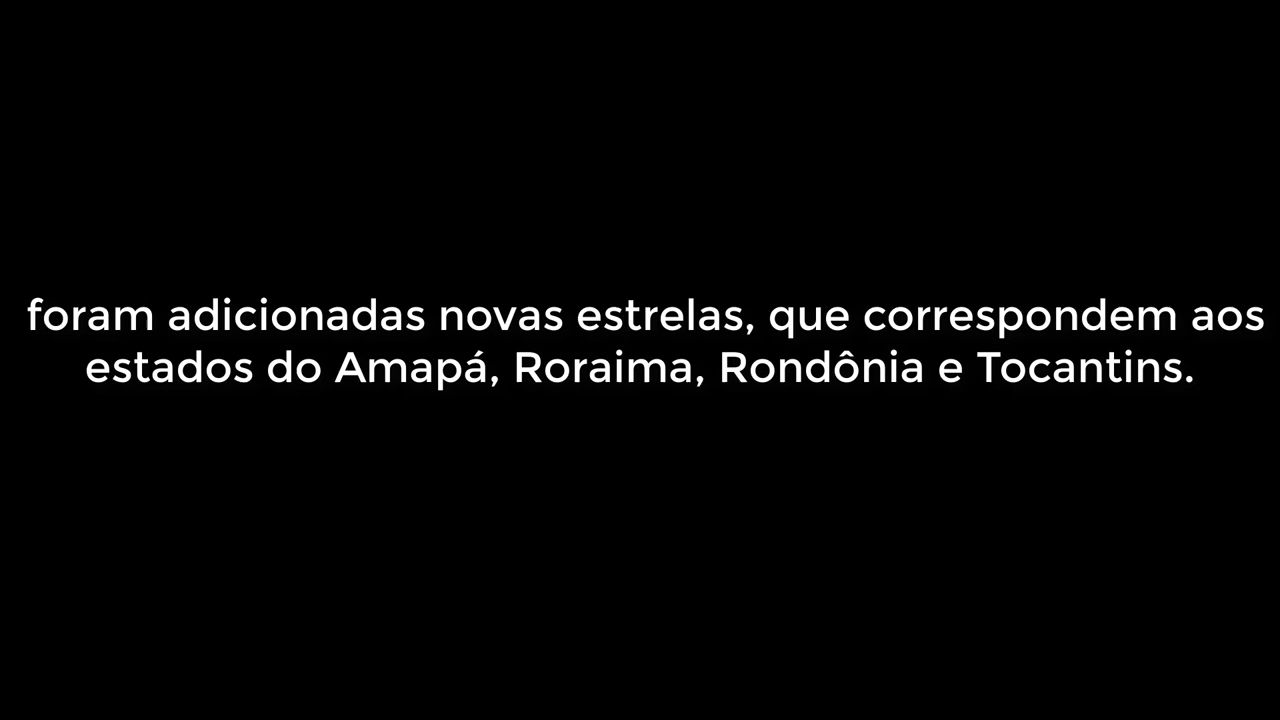 foram adicionadas novas estrelas, que correspondem aos
estados do Amapá, Roraima, Rondônia e Tocantins.